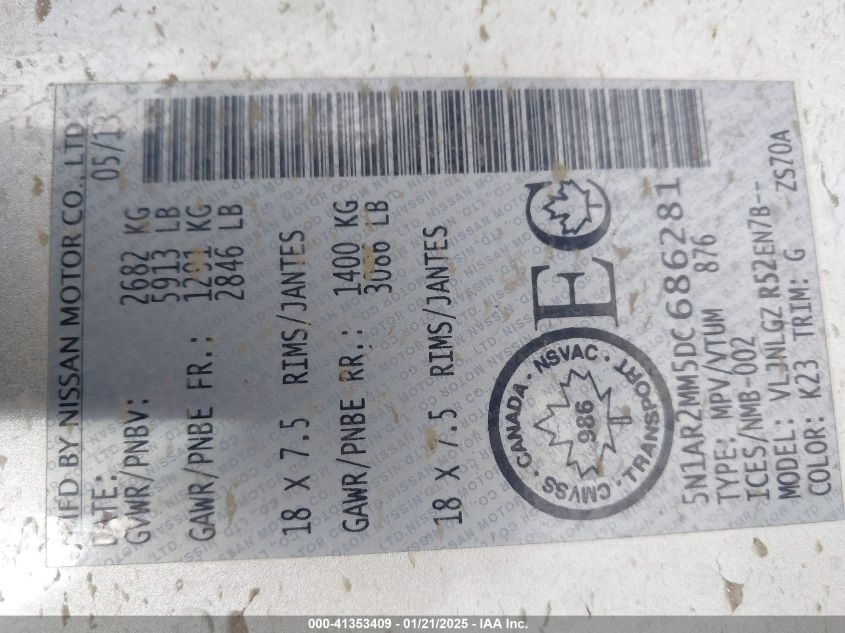 MFD BY NISSAN MOTOR CO., LTD
DATE: 05/13
GVWR/PNBV: 2682 KG
5913 LB
GAWR/PNBE FR.: 1291 KG
2846 LB
18 X 7.5 RIMS/JANTES
GAWR/PNBE RR.: 1400 KG
3086 LB
18 X 7.5 RIMS/JANTES
EC
CANADA · NSVAC · TRANSPORT · CMVSS
986
5N1AR2MM5DC686281
TYPE: MPV/VTUM 876
ICES/NMB-002
MODEL: R52EN7B--
COLOR: K23 TRIM: G ZS70A
000-41353409 - 01/21/2025 - IAA Inc.